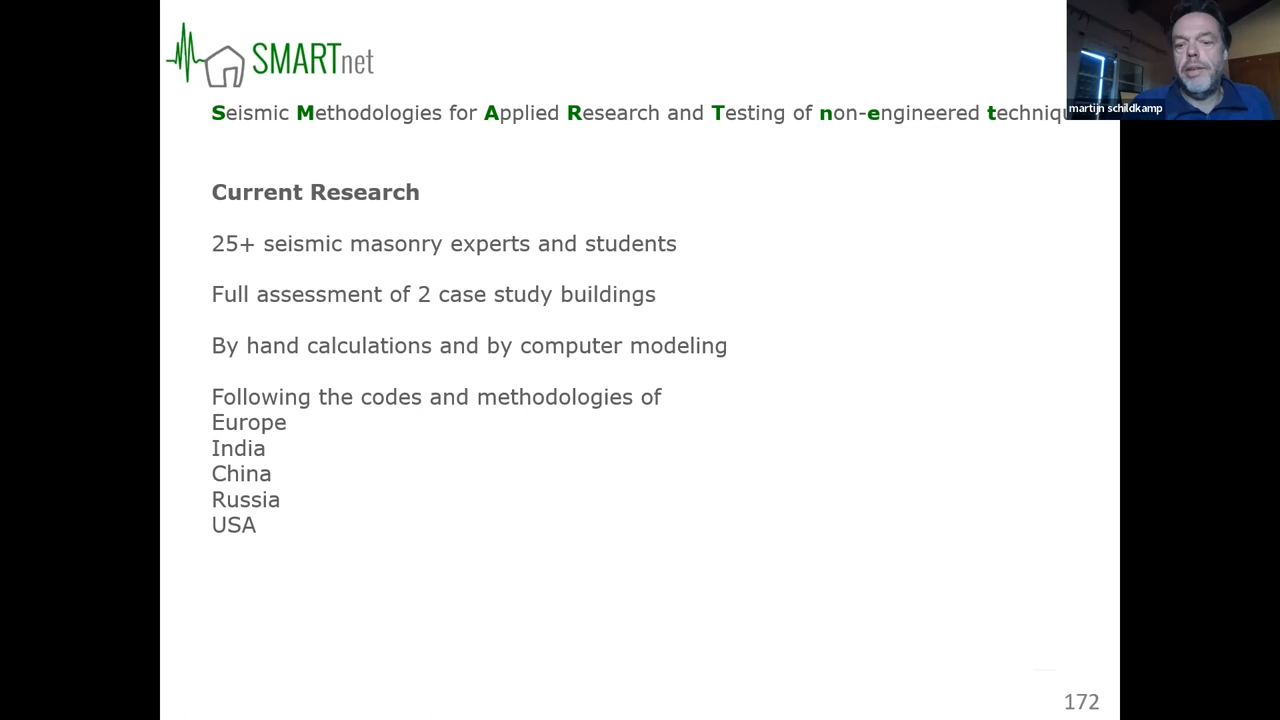 SMARTnet
Seismic Methodologies for Applied Research and Testing of non-engineered techniqu
martijn schildkamp
Current Research
25+ seismic masonry experts and students
Full assessment of 2 case study buildings
By hand calculations and by computer modeling
Following the codes and methodologies of
Europe
India
China
Russia
USA
172